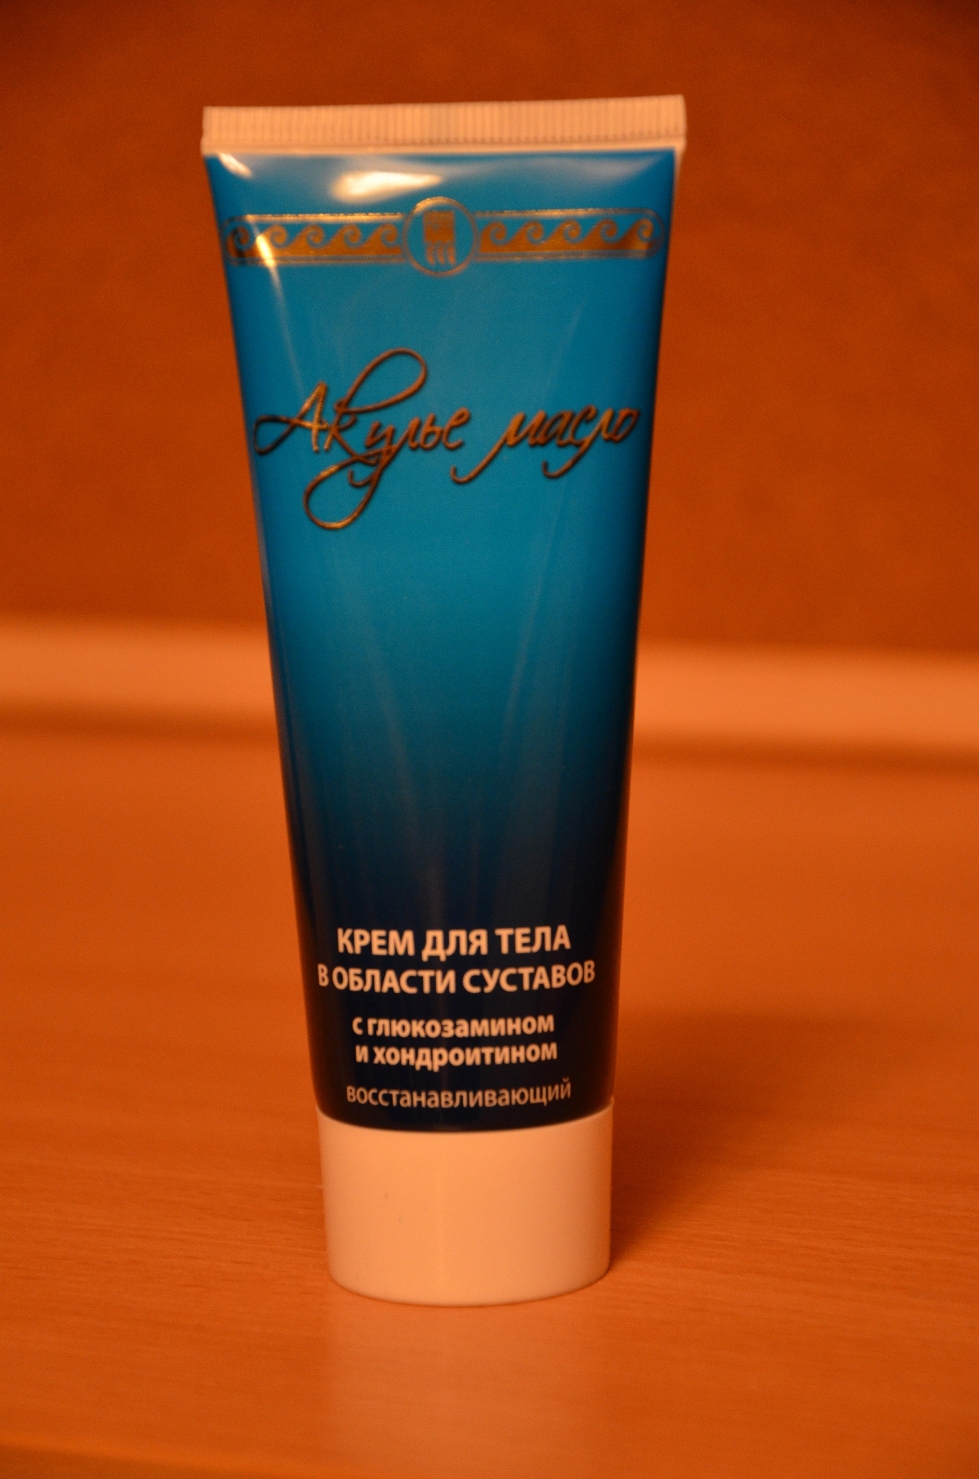 Акулье масло
КРЕМ ДЛЯ ТЕЛА
В ОБЛАСТИ СУСТАВОВ
с глюкозамином
и хондроитином
восстанавливающий